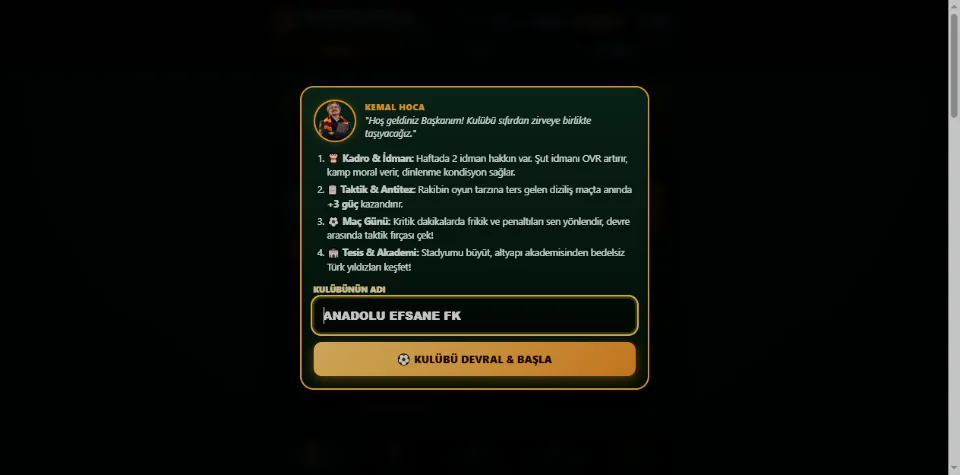 KEMAL HOCA
"Hoş geldiniz Başkanım! Kulübü sıfırdan zirveye birlikte
taşıyacağız."
1. Kadro & İdman: Haftada 2 idman hakkın var. Şut idmanı OVR artırır,
kamp moral verir, dinlenme kondisyon sağlar.
2. Taktik & Antitez: Rakibin oyun tarzına ters gelen diziliş maçta anında
+3 güç kazandırır.
3. Maç Günü: Kritik dakikalarda frikik ve penaltıları sen yönlendir, devre
arasında taktik fırçası çek!
4. Tesis & Akademi: Stadyumu büyüt, altyapı akademisinden bedelsiz
Türk yıldızları keşfet!
KULÜBÜNÜN ADI
ANADOLU EFSANE FK
KULÜBÜ DEVRAL & BAŞLA